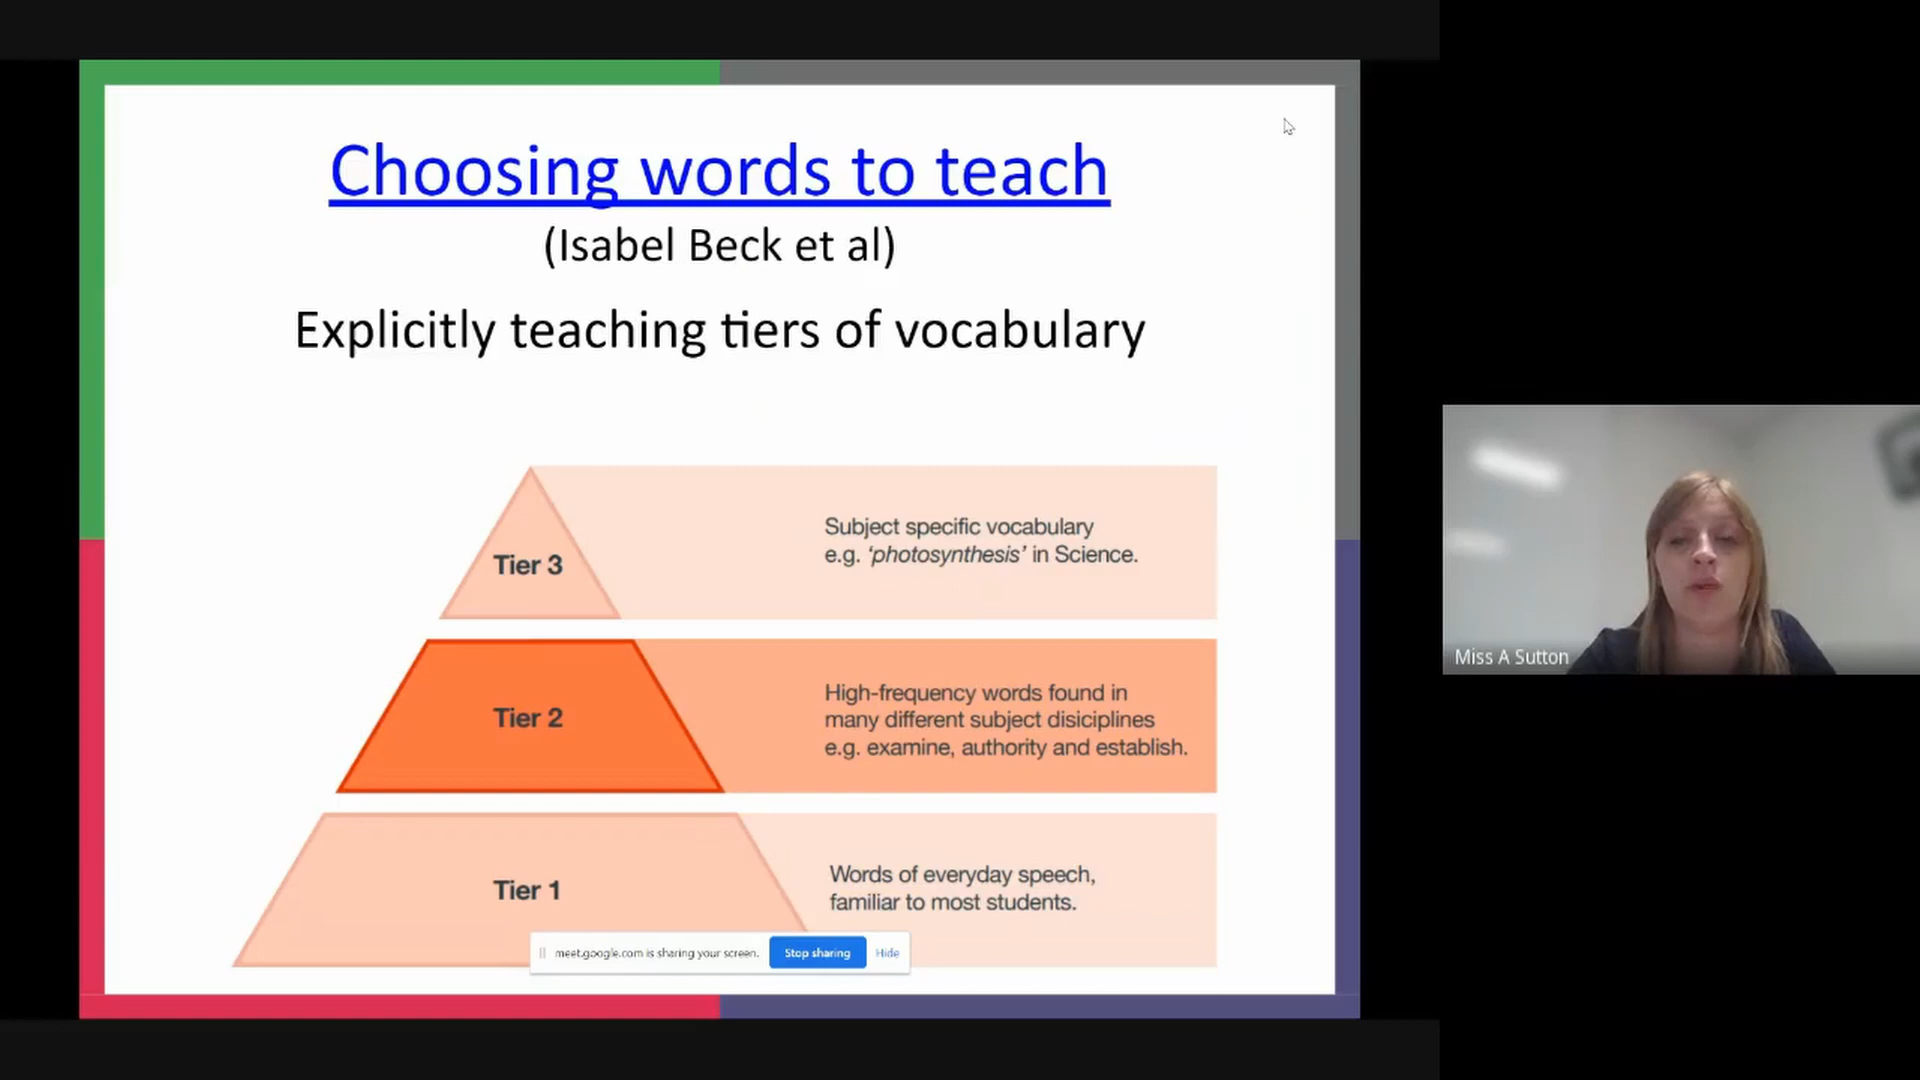 Choosing words to teach
(Isabel Beck et al)
Explicitly teaching tiers of vocabulary
Tier 3
Subject specific vocabulary
e.g. ‘photosynthesis’ in Science.
Tier 2
High-frequency words found in
many different subject disiciplines
e.g. examine, authority and establish.
Tier 1
Words of everyday speech,
familiar to most students.
meet.google.com is sharing your screen. Stop sharing Hide
Miss A Sutton